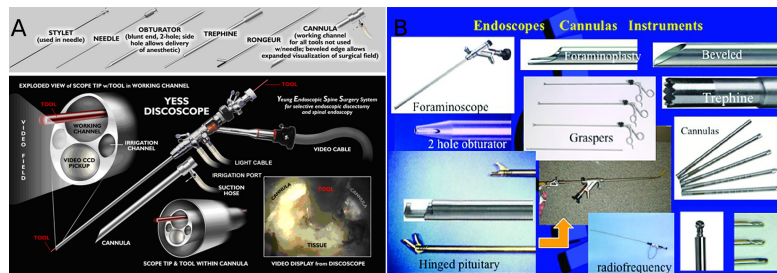 A
STYLET
(used in needle)
NEEDLE
OBTURATOR
(blunt end, 2-hole; side
hole allows delivery
of anesthetic)
TREPHINE
RONGEUR
CANNULA
(working channel
for all tools not used
w/needle; beveled edge allows
expanded visualization
of surgical field)
EXPLODED VIEW of SCOPE TIP w/TOOL in WORKING CHANNEL
TOOL
WORKING
CHANNEL
VIDEO FIELD
IRRIGATION
CHANNEL
VIDEO CCD
PICKUP
TOOL
YESS
DISCOSCOPE
TOOL
Young Endoscopic Spine Surgery System
for selective endoscopic discectomy
and spinal endoscopy
VIDEO CABLE
LIGHT CABLE
IRRIGATION PORT
SUCTION
HOSE
CANNULA
SCOPE TIP & TOOL WITHIN CANNULA
CANNULA
TOOL
CANNULA
TISSUE
VIDEO DISPLAY from DISCOSCOPE
B
Endoscopes Cannulas Instruments
Foraminoscope
Foraminoplasty
Beveled
Trephine
Graspers
2 hole obturator
Cannulas
Hinged pituitary
radiofrequency